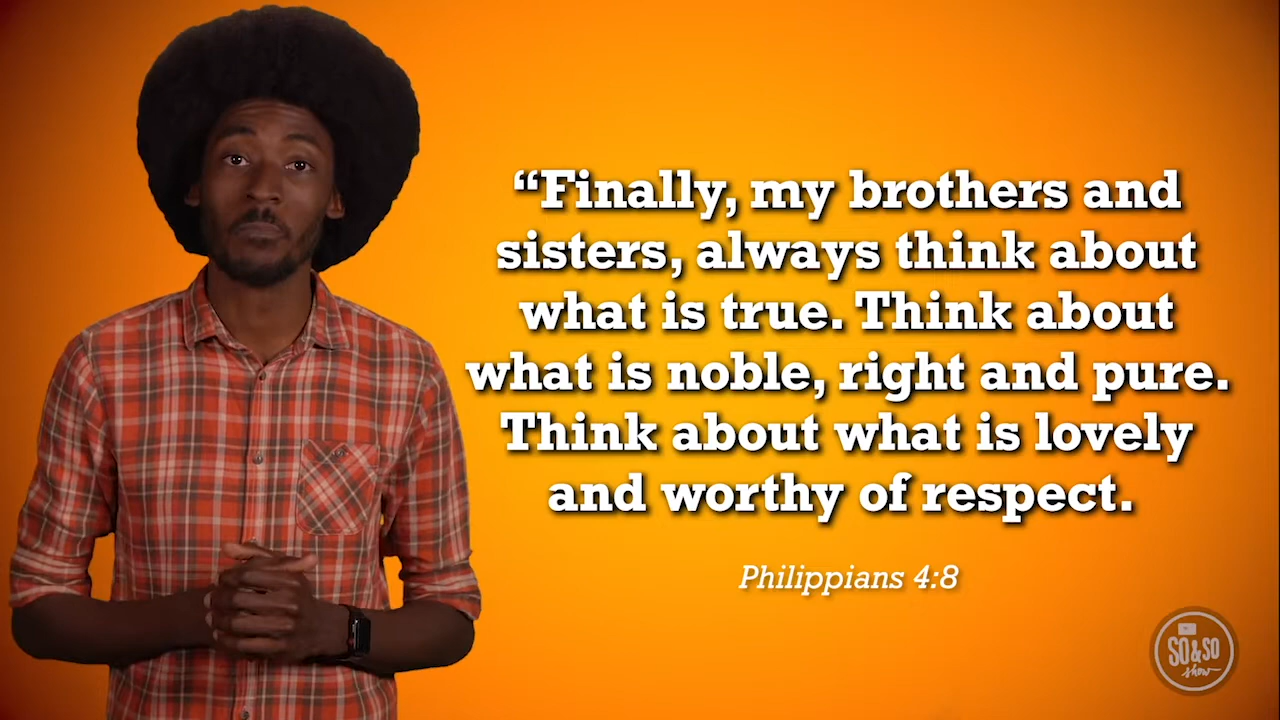 “Finally, my brothers and
sisters, always think about
what is true. Think about
what is noble, right and pure.
Think about what is lovely
and worthy of respect.
Philippians 4:8
SO & SO
show